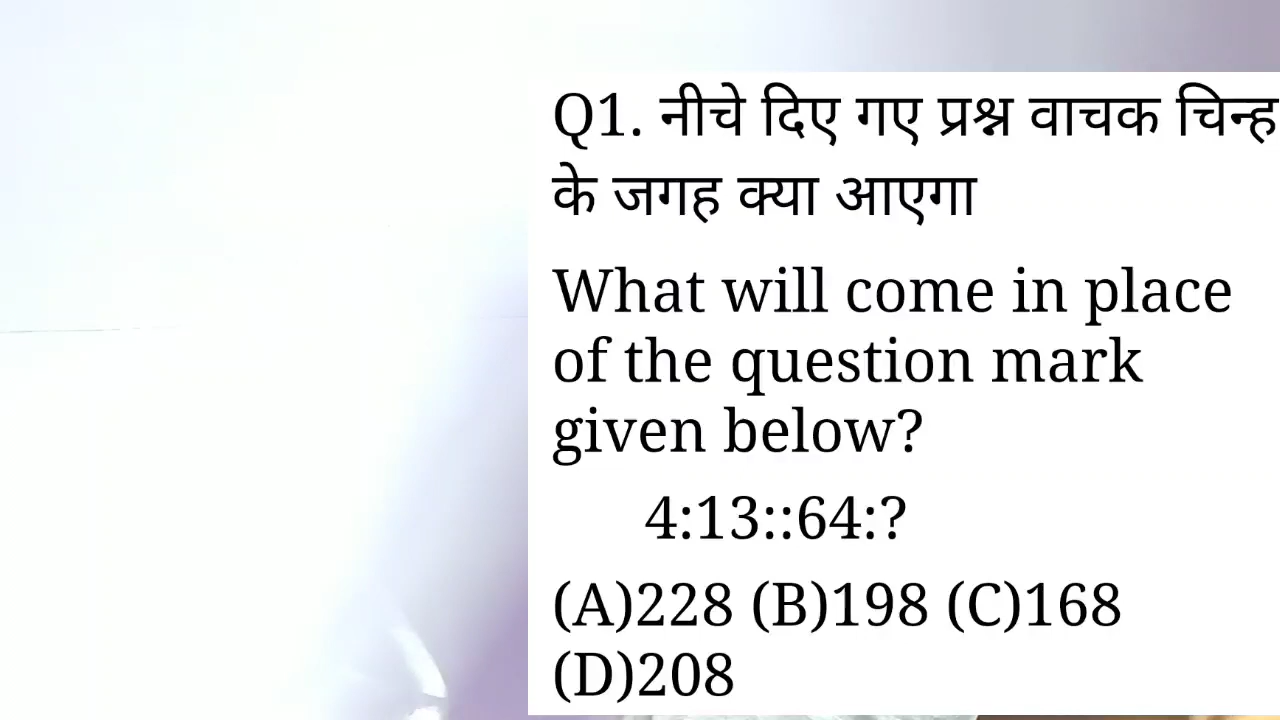 Q1. नीचे दिए गए प्रश्न वाचक चिन्ह
के जगह क्या आएगा
What will come in place
of the question mark
given below?
4:13::64:?
(A)228 (B)198 (C)168
(D)208